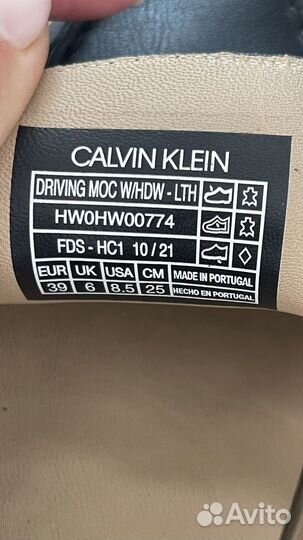 CALVIN KLEIN
DRIVING MOC W/HDW - LTH
HW0HW00774
FDS - HC1 10 / 21
EUR UK USA CM MADE IN PORTUGAL
39 6 8.5 25 HECHO EN PORTUGAL
Avito